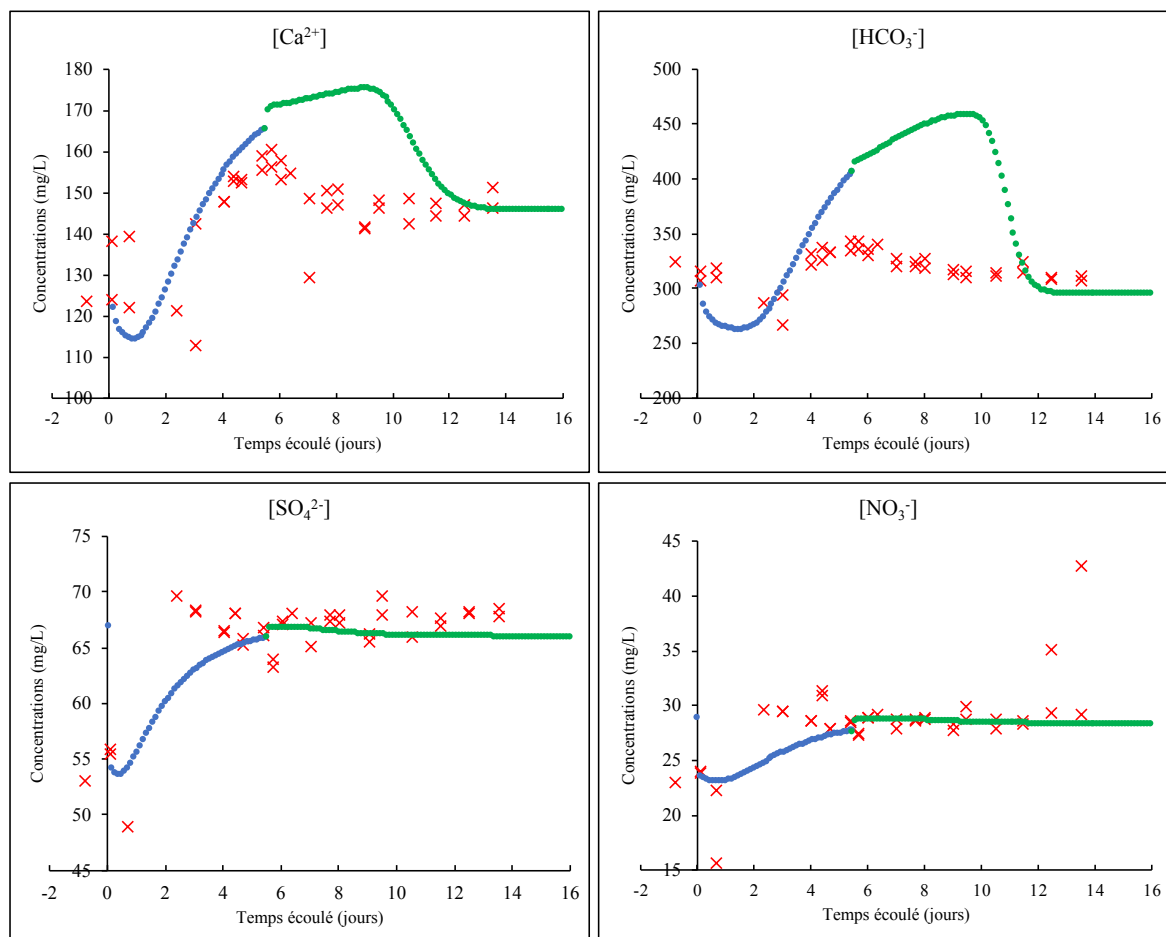 [Ca²⁺]
180
170
160
150
140
130
120
110
100
Concentrations (mg/L)
-2 0 2 4 6 8 10 12 14 16
Temps écoulé (jours)
[HCO₃⁻]
500
450
400
350
300
250
200
Concentrations (mg/L)
-2 0 2 4 6 8 10 12 14 16
Temps écoulé (jours)
[SO₄²⁻]
75
70
65
60
55
50
45
Concentrations (mg/L)
-2 0 2 4 6 8 10 12 14 16
Temps écoulé (jours)
[NO₃⁻]
45
40
35
30
25
20
15
Concentrations (mg/L)
-2 0 2 4 6 8 10 12 14 16
Temps écoulé (jours)